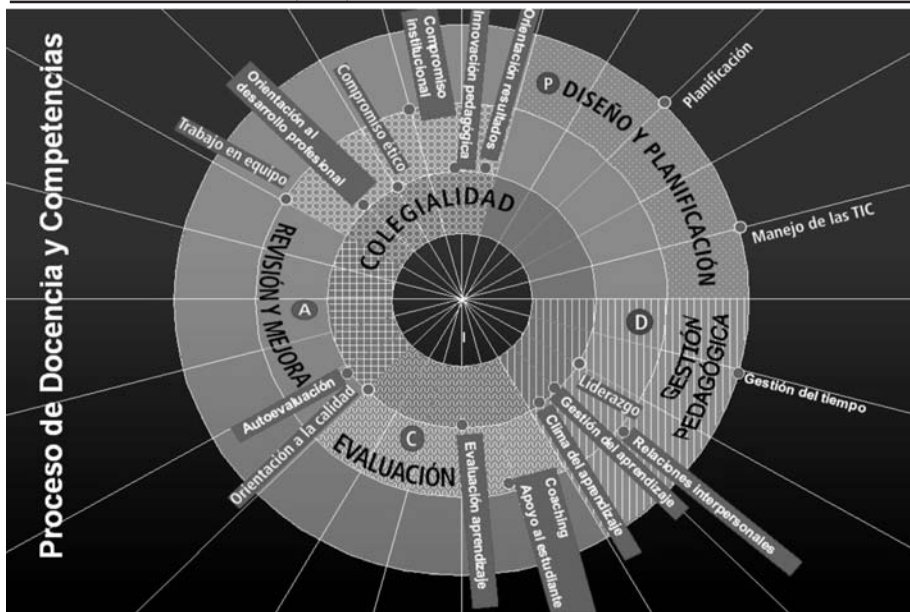 Proceso de Docencia y Competencias
Trabajo en equipo
Orientación al
desarrollo profesional
Compromiso etico
Compromiso
institucional
Innovación pedagógica
Orientación resultados
P
DISEÑO Y PLANIFICACIÓN
Planificación
Manejo de las TIC
COLEGIALIDAD
REVISIÓN Y MEJORA
A
D
GESTIÓN
PEDAGÓGICA
Gestión del tiempo
Liderazgo
Relaciones interpersonales
Gestión del aprendizaje
Clima del aprendizaje
Coaching
Apoyo al estudiante
Evaluación aprendizaje
C
EVALUACIÓN
Autoevaluación
Orientación a la calidad